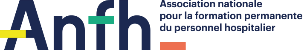 Anfh
Association nationale
pour la formation permanente
du personnel hospitalier